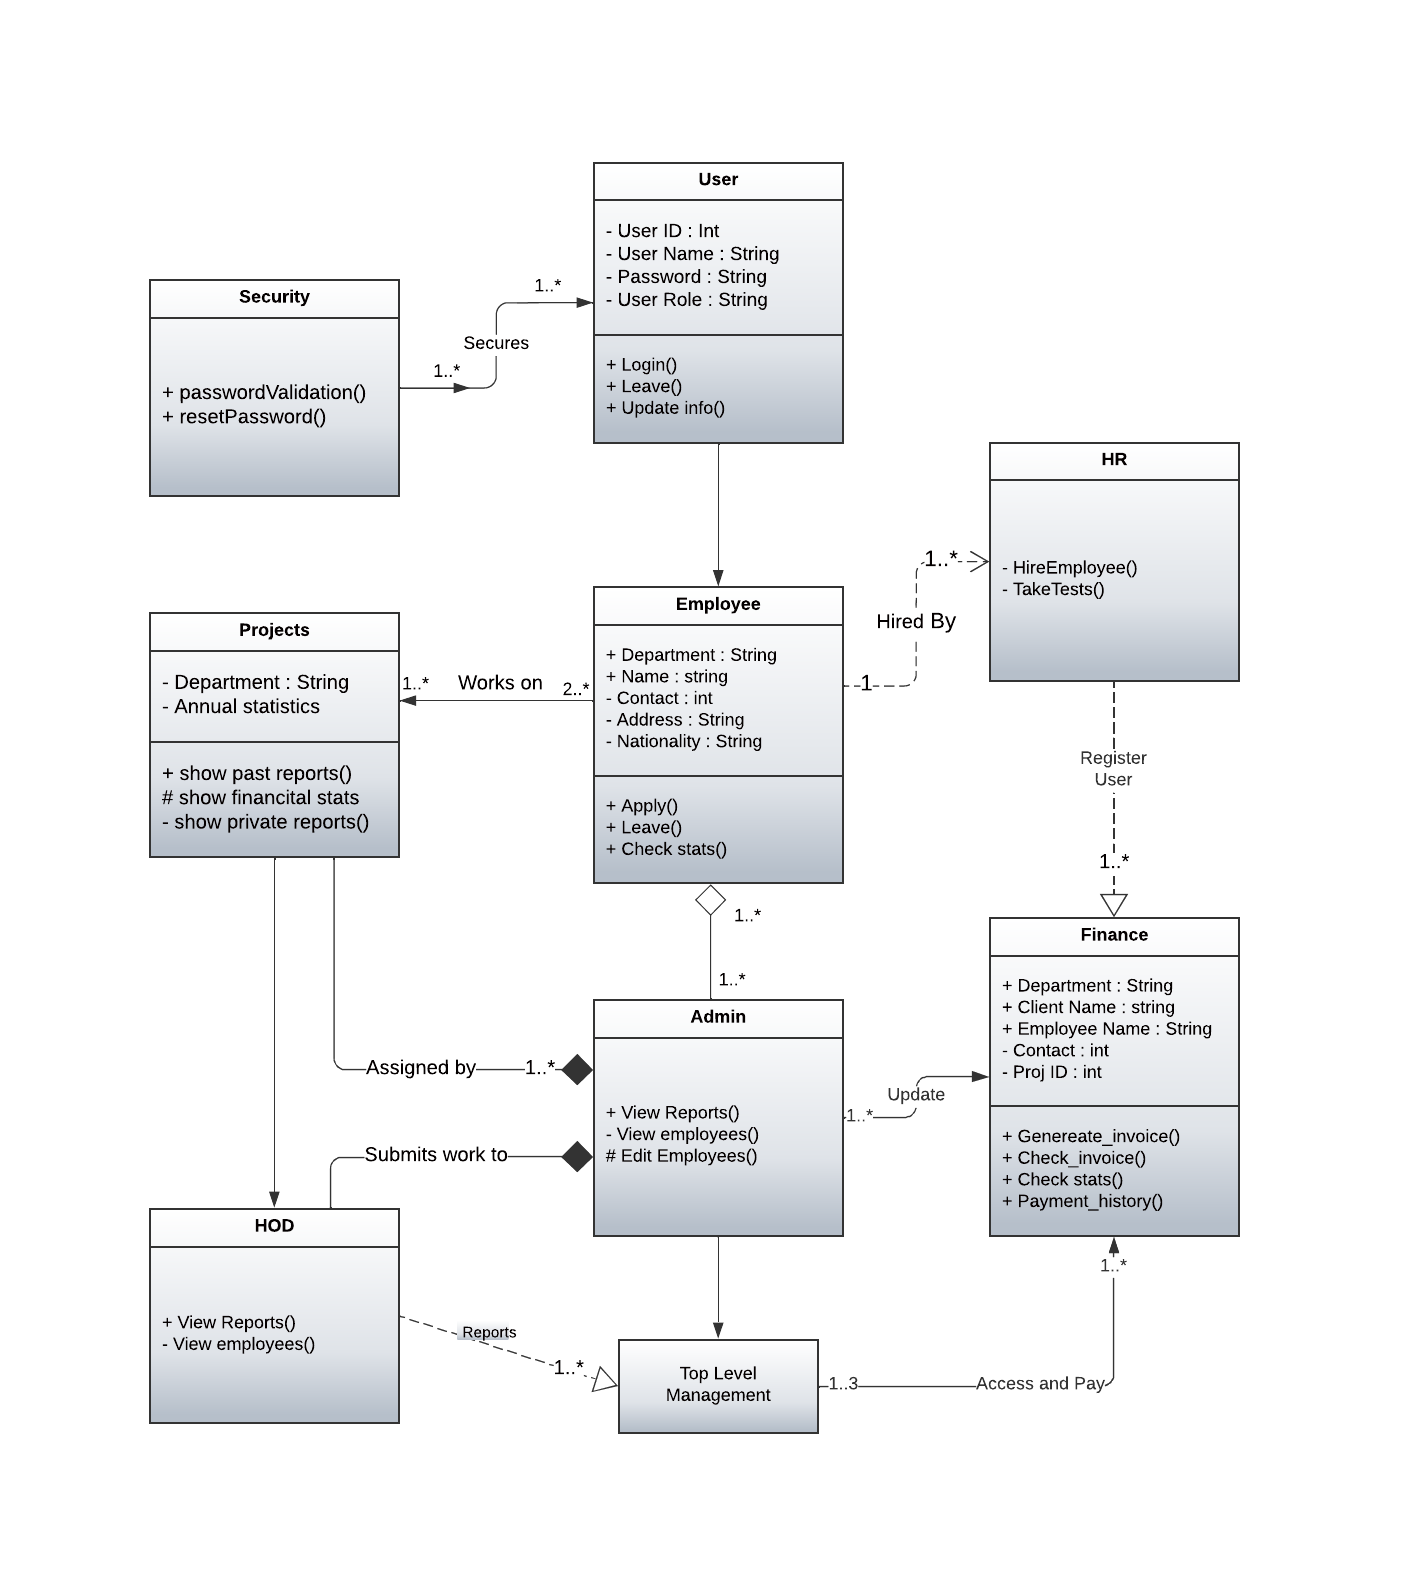 User
- User ID : Int
- User Name : String
- Password : String
- User Role : String
+ Login()
+ Leave()
+ Update info()
Security
+ passwordValidation()
+ resetPassword()
1..*
Secures
1..*
HR
- HireEmployee()
- TakeTests()
1..*
Hired By
1
Employee
+ Department : String
+ Name : string
- Contact : int
- Address : String
- Nationality : String
+ Apply()
+ Leave()
+ Check stats()
Projects
- Department : String
- Annual statistics
+ show past reports()
# show financital stats
- show private reports()
1..*
Works on
2..*
Register
User
1..*
1..*
1..*
Finance
+ Department : String
+ Client Name : string
+ Employee Name : String
- Contact : int
- Proj ID : int
+ Genereate_invoice()
+ Check_invoice()
+ Check stats()
+ Payment_history()
Admin
+ View Reports()
- View employees()
# Edit Employees()
Assigned by
1..*
Update
1..*
Submits work to
HOD
+ View Reports()
- View employees()
Reports
1..*
Top Level
Management
1..3
Access and Pay
1..*